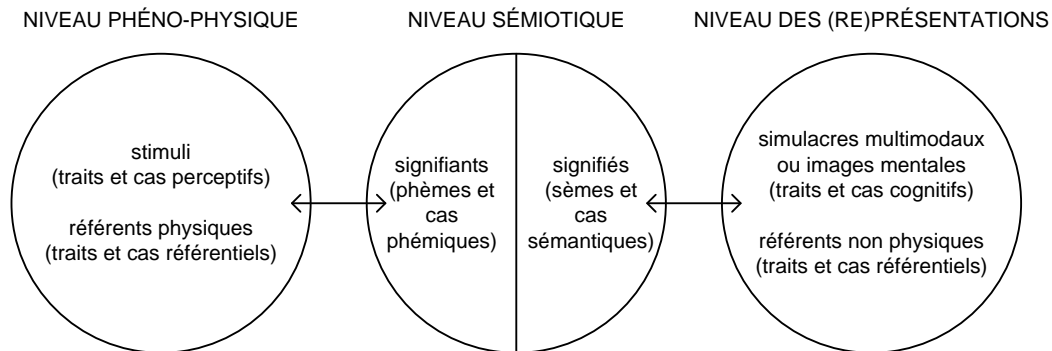 NIVEAU PHÉNO-PHYSIQUE
NIVEAU SÉMIOTIQUE
NIVEAU DES (RE)PRÉSENTATIONS
stimuli
(traits et cas perceptifs)
référents physiques
(traits et cas référentiels)
signifiants
(phèmes et
cas
phémiques)
signifiés
(sèmes et
cas
sémantiques)
simulacres multimodaux
ou images mentales
(traits et cas cognitifs)
référents non physiques
(traits et cas référentiels)